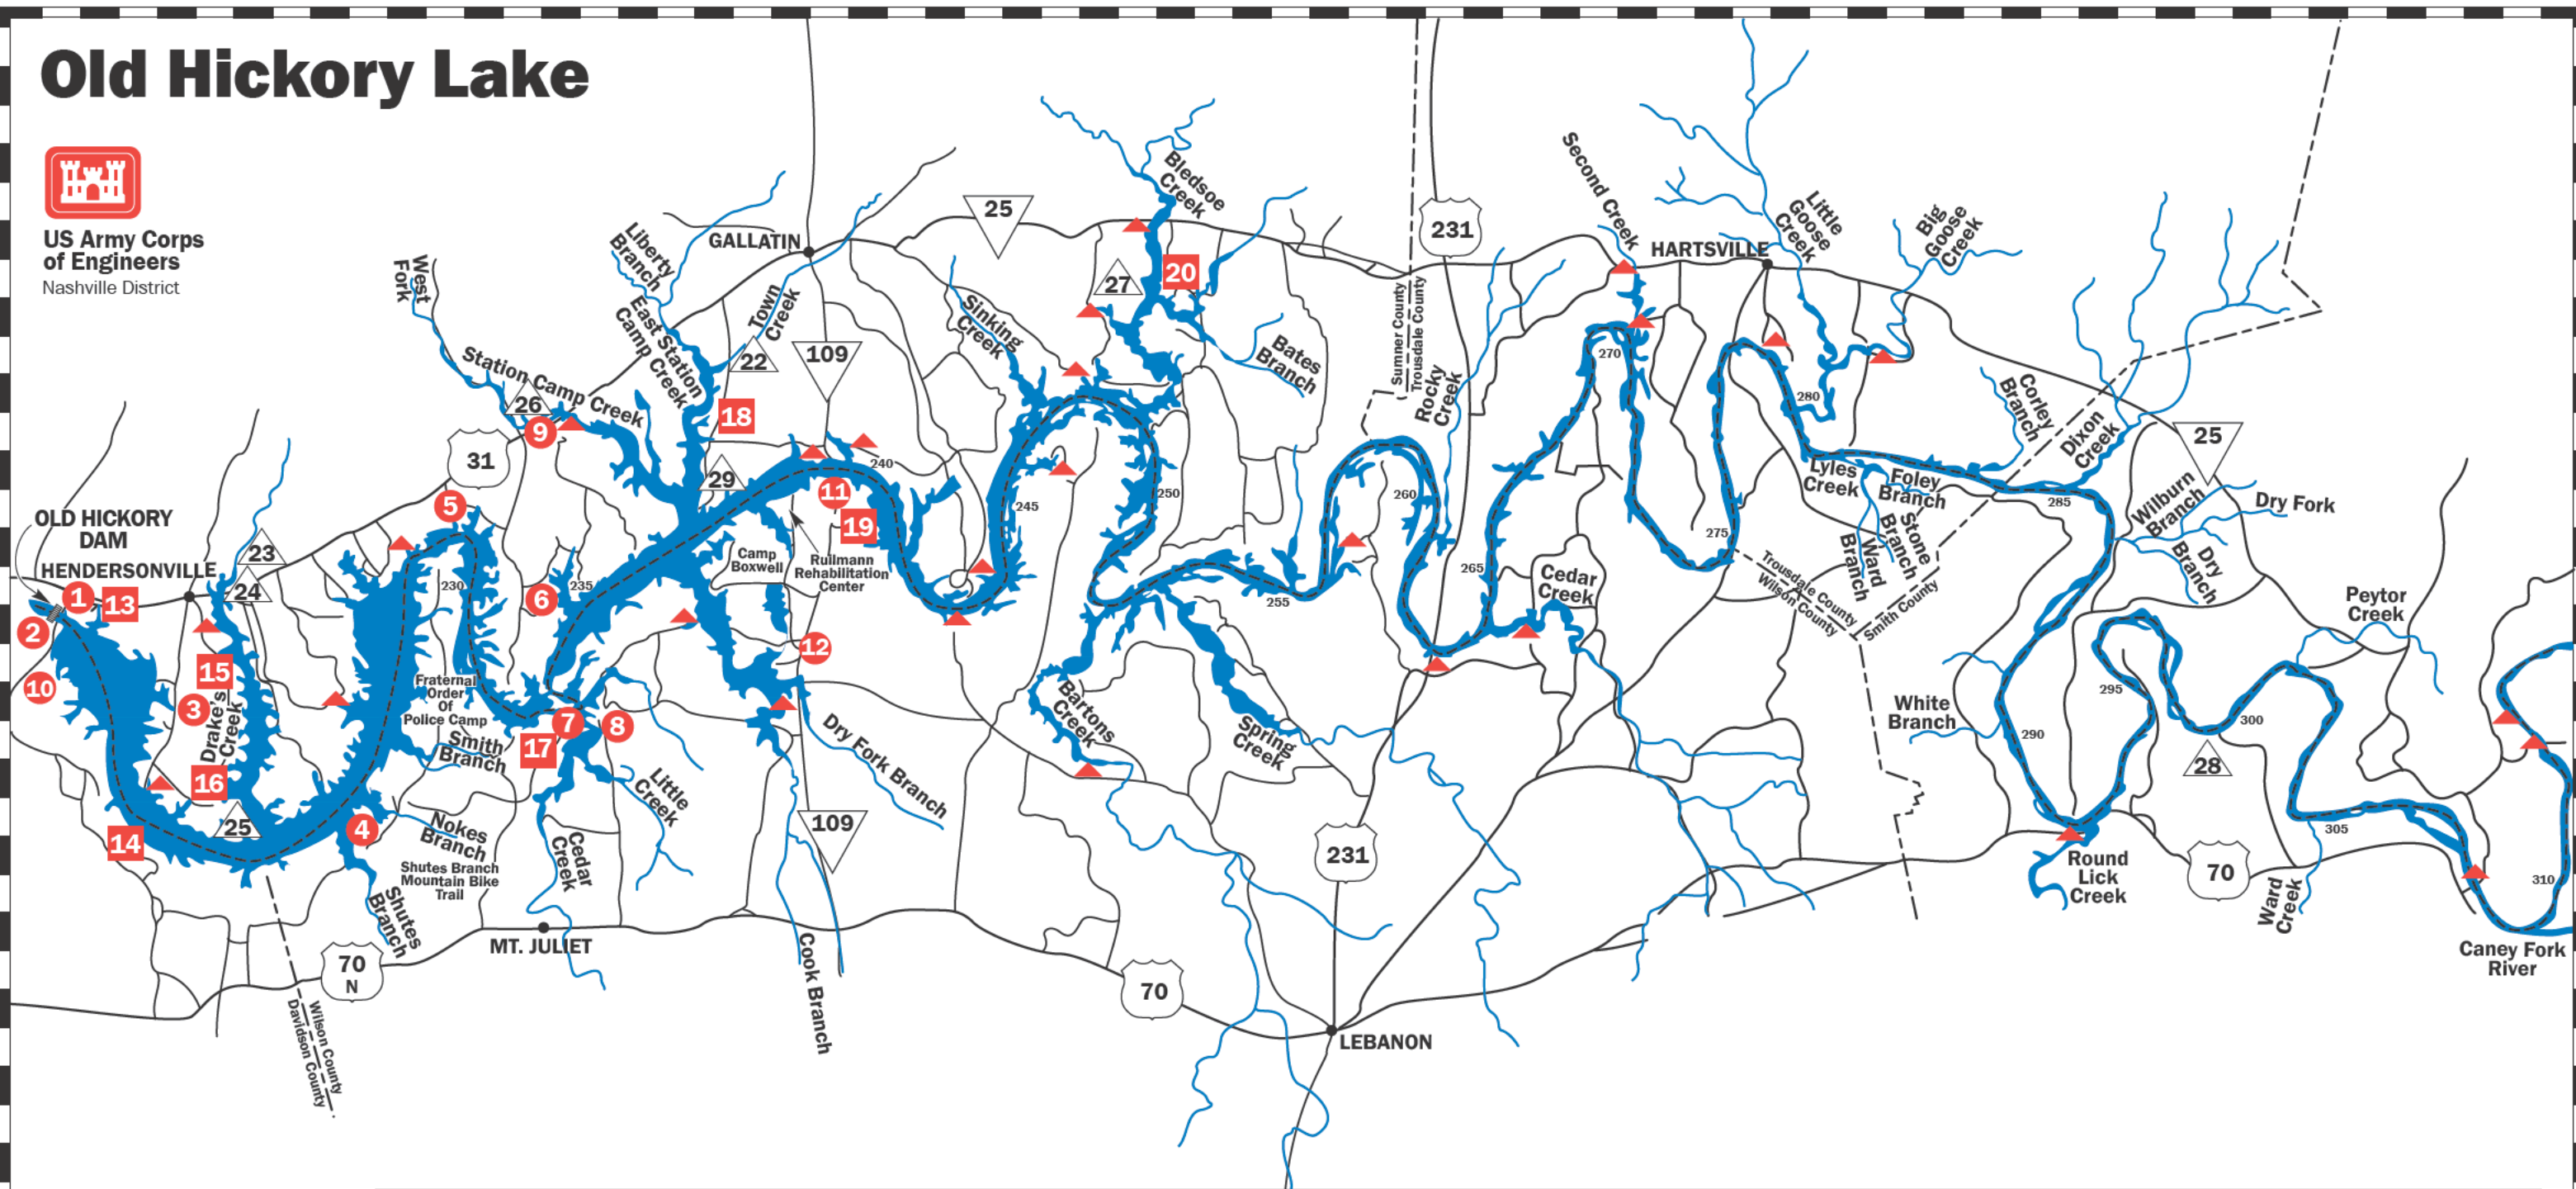 Old Hickory Lake
US Army Corps
of Engineers
Nashville District
OLD HICKORY
DAM
HENDERSONVILLE
1
13
2
10
23
24
15
3
Drake's
Creek
16
14
25
4
5
31
230
Fraternal
Order
Of
Police Camp
Smith
Branch
Nokes
Branch
Shutes Branch
Mountain Bike
Trail
Shutes
Branch
70
N
Wilson County
Davidson County
MT. JULIET
West
Fork
Station Camp Creek
26
9
Liberty
Branch
East Station
Camp Creek
GALLATIN
Town
Creek
22
109
18
29
6
235
Camp
Boxwell
Rullmann
Rehabilitation
Center
11
19
240
12
7
8
17
Little
Creek
Cedar
Creek
Dry Fork Branch
109
Cook Branch
25
Bledsoe
Creek
20
27
Sinking
Creek
Bates
Branch
245
250
255
Bartons
Creek
Spring
Creek
70
231
LEBANON
231
Sumner County
Trousdale County
Rocky
Creek
260
265
Cedar
Creek
Second Creek
270
HARTSVILLE
275
Little
Goose
Creek
Big
Goose
Creek
280
Lyles
Creek
Foley
Branch
Stone
Branch
Ward
Branch
Trousdale County
Wilson County
Smith County
Corley
Branch
Dixon
Creek
25
285
Wilburn
Branch
Dry Fork
Dry
Branch
White
Branch
290
295
300
28
Peytor
Creek
Round
Lick
Creek
70
Ward
Creek
305
310
Caney Fork
River